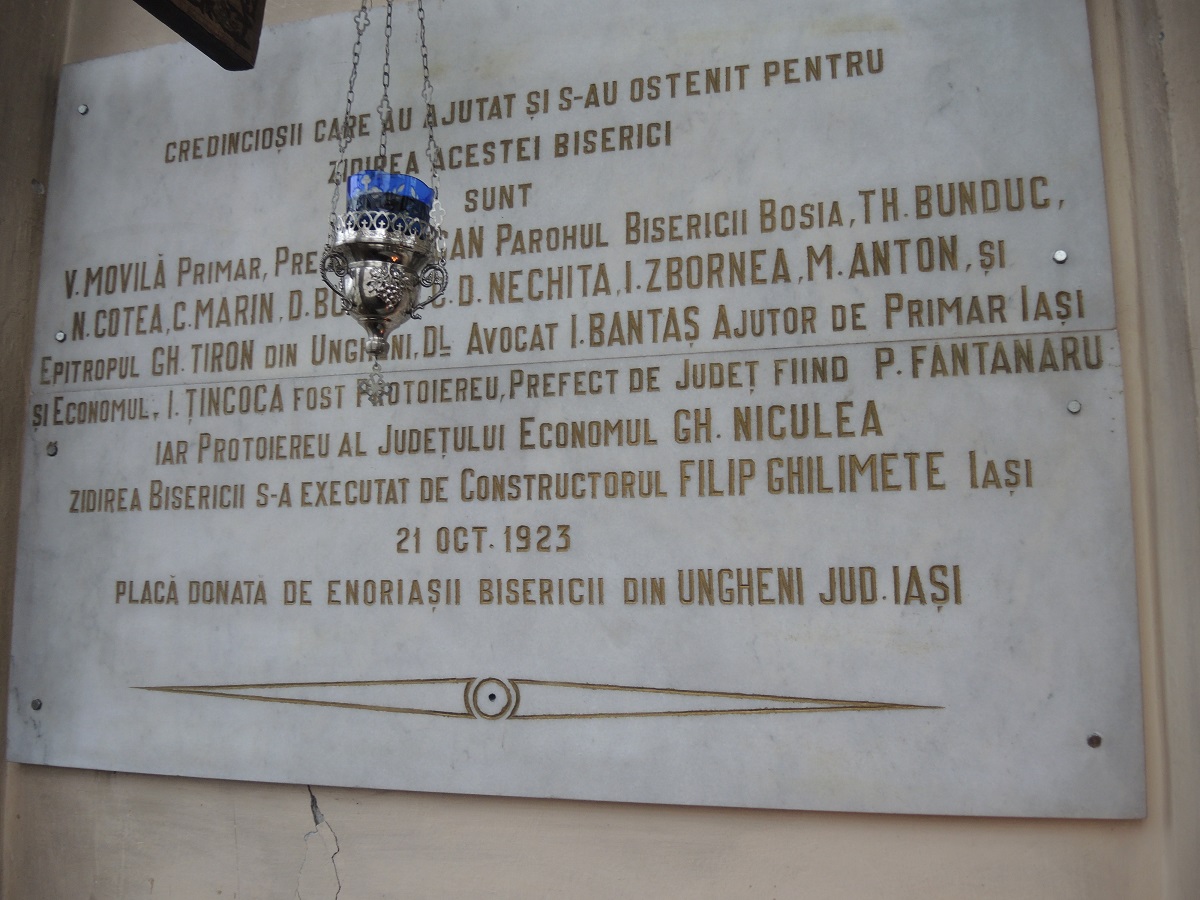 CREDINCIOȘII CARE AU AJUTAT ȘI S-AU OSTENIT PENTRU
ZIDIREA ACESTEI BISERICI
SUNT
V. MOVILĂ PRIMAR, PAROHUL BISERICII BOSIA, TH. BUNDUC,
N. COTEA, C. MARIN, D. D. NECHITA, I. ZBORNEA, M. ANTON, ȘI
EPITROPUL GH. TIRON DIN UNGHENI, DL AVOCAT I. BANTAȘ AJUTOR DE PRIMAR IAȘI
ȘI ECONOMUL, I. ȚINCOCA FOST PROTOIEREU, PREFECT DE JUDEȚ FIIND P. FANTANARU
IAR PROTOIEREU AL JUDEȚULUI ECONOMUL GH. NICULEA
ZIDIREA BISERICII S-A EXECUTAT DE CONSTRUCTORUL FILIP GHILIMETE IAȘI
21 OCT. 1923
PLACĂ DONATĂ DE ENORIAȘII BISERICII DIN UNGHENI JUD. IAȘI